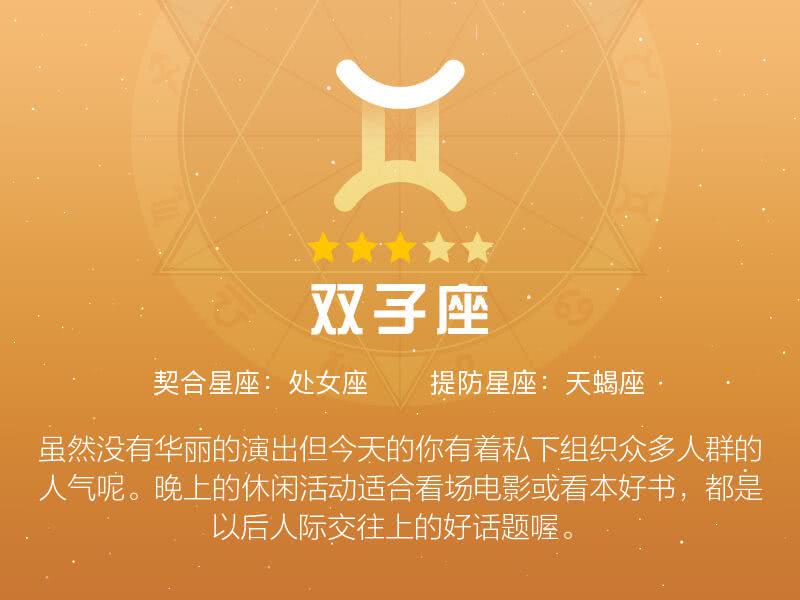 双子座
契合星座：处女座 提防星座：天蝎座
虽然没有华丽的演出但今天的你有着私下组织众多人群的
人气呢。晚上的休闲活动适合看场电影或看本好书，都是
以后人际交往上的好话题喔。